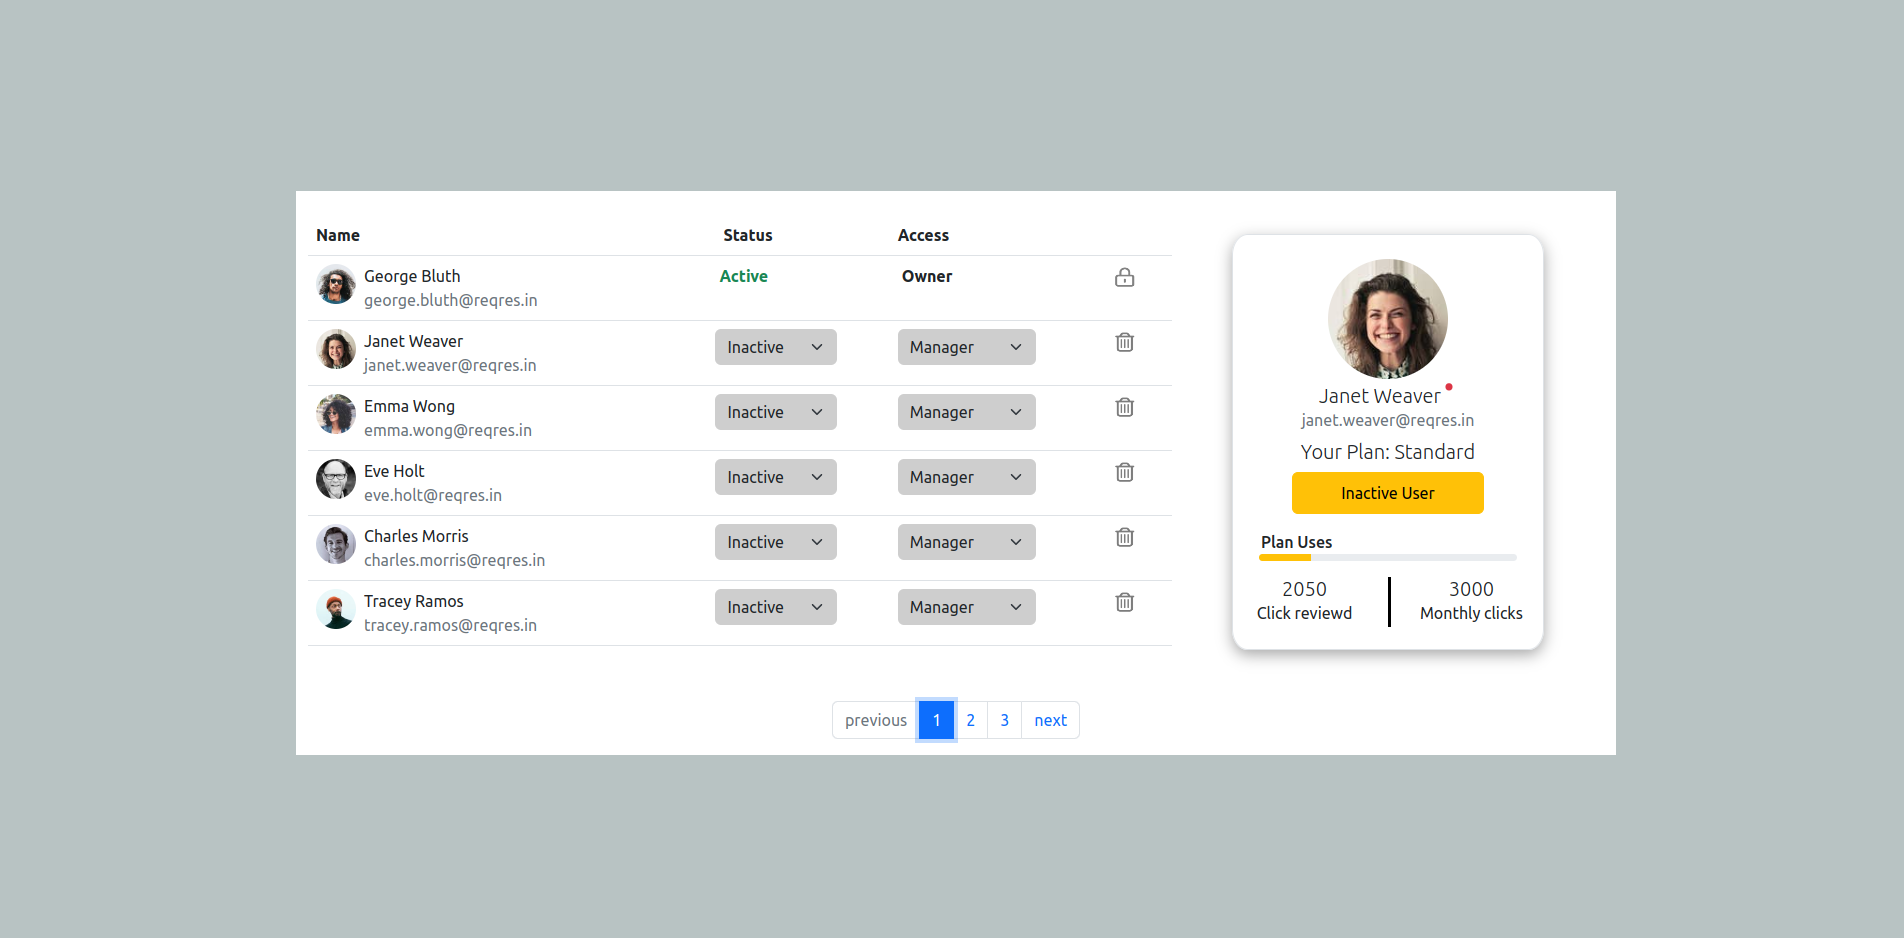 Name Status Access
George Bluth Active Owner
george.bluth@reqres.in
Janet Weaver Inactive Manager
janet.weaver@reqres.in
Emma Wong Inactive Manager
emma.wong@reqres.in
Eve Holt Inactive Manager
eve.holt@reqres.in
Charles Morris Inactive Manager
charles.morris@reqres.in
Tracey Ramos Inactive Manager
tracey.ramos@reqres.in
Janet Weaver
janet.weaver@reqres.in
Your Plan: Standard
Inactive User
Plan Uses
2050 3000
Click reviewd Monthly clicks
previous 1 2 3 next